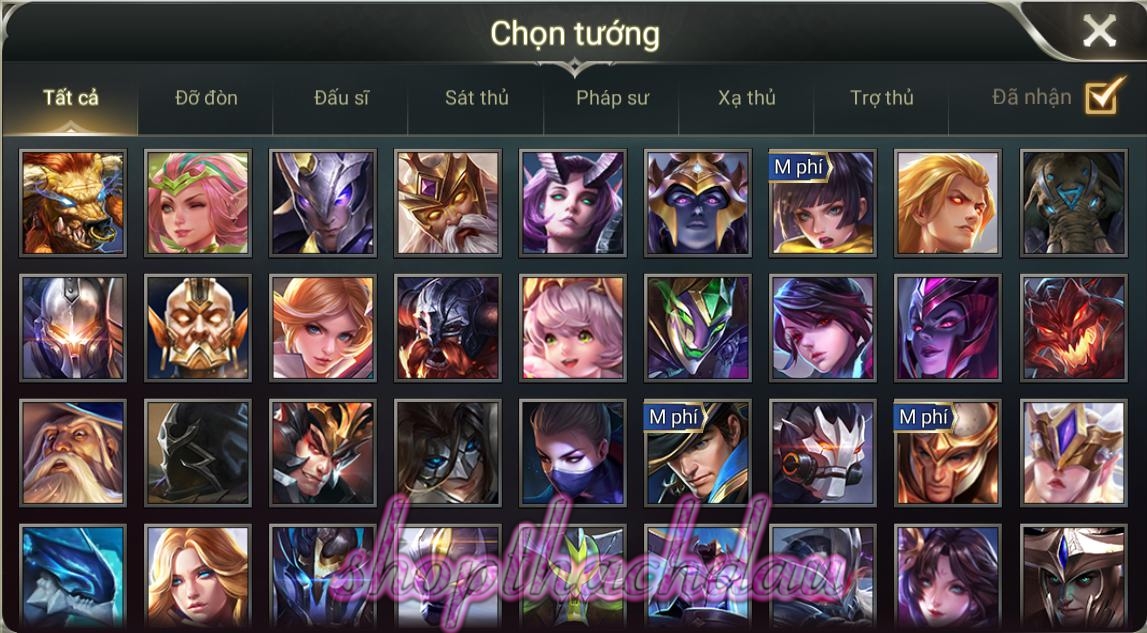 Chọn tướng
Tất cả
Đỡ đòn
Đấu sĩ
Sát thủ
Pháp sư
Xạ thủ
Trợ thủ
Đã nhận
M phí
M phí
M phí
shopthachdau